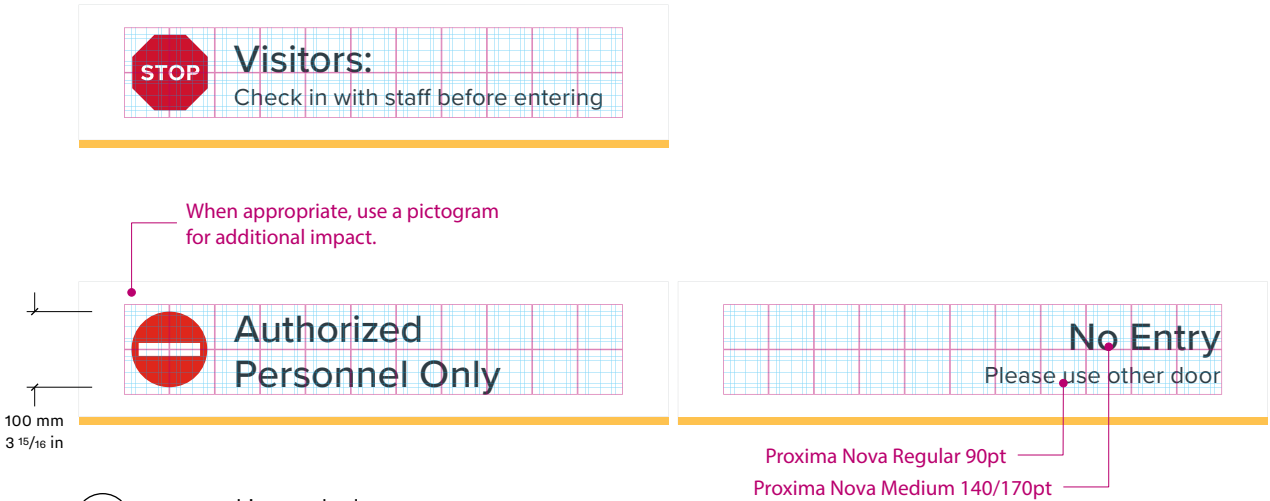 STOP
Visitors:
Check in with staff before entering
When appropriate, use a pictogram
for additional impact.
Authorized
Personnel Only
No Entry
Please use other door
100 mm
3 15/16 in
Proxima Nova Regular 90pt
Proxima Nova Medium 140/170pt